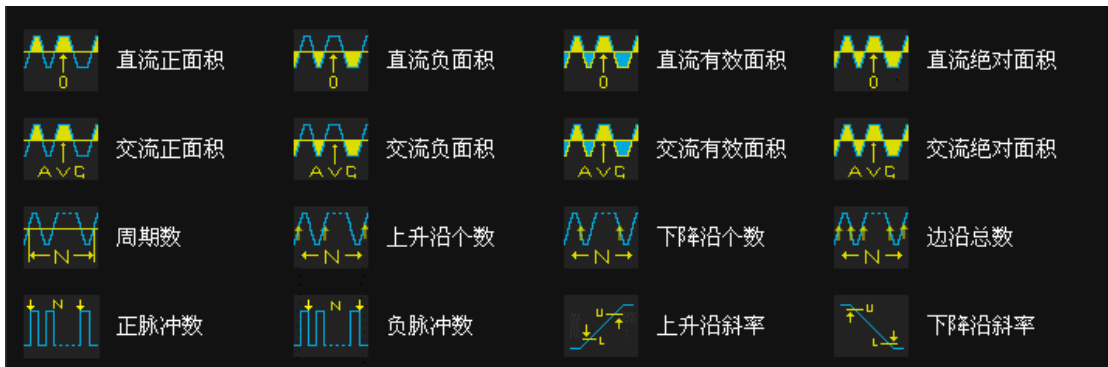 直流正面积 直流负面积 直流有效面积 直流绝对面积
0 0 0 0
交流正面积 交流负面积 交流有效面积 交流绝对面积
AVG AVG AVG AVG
周期数 上升沿个数 下降沿个数 边沿总数
N N N N
正脉冲数 负脉冲数 上升沿斜率 下降沿斜率
N N U L U L